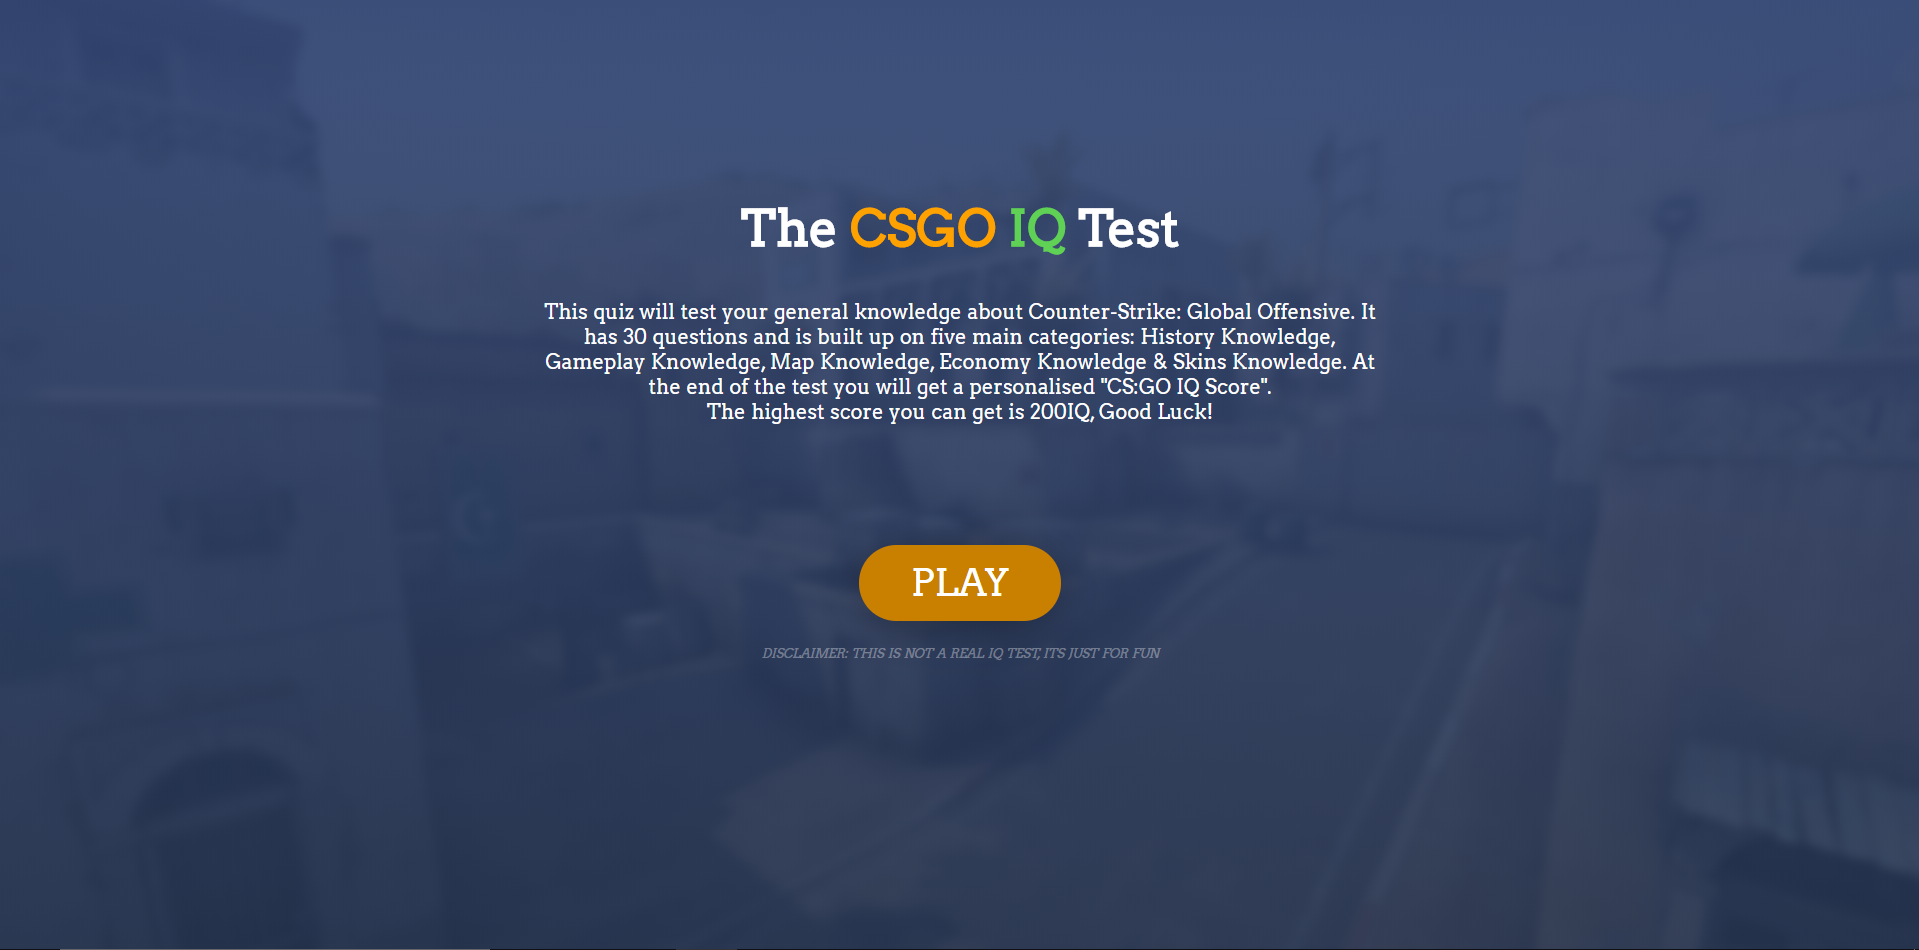 The CSGO IQ Test
This quiz will test your general knowledge about Counter-Strike: Global Offensive. It
has 30 questions and is built up on five main categories: History Knowledge,
Gameplay Knowledge, Map Knowledge, Economy Knowledge & Skins Knowledge. At
the end of the test you will get a personalised "CS:GO IQ Score".
The highest score you can get is 200IQ, Good Luck!
PLAY
DISCLAIMER: THIS IS NOT A REAL IQ TEST, ITS JUST FOR FUN